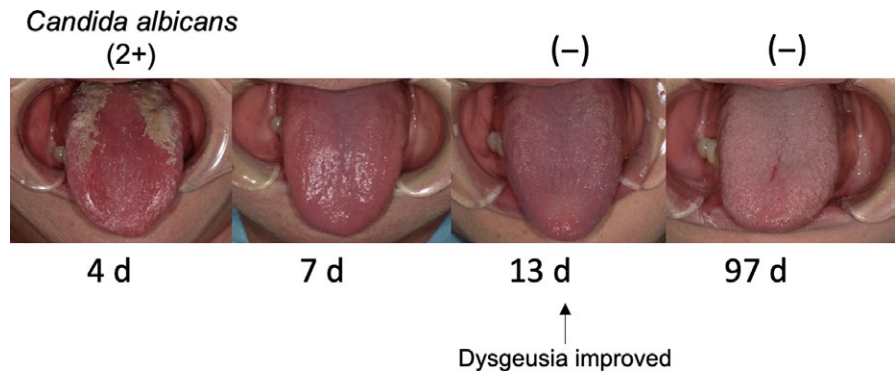 Candida albicans
(2+)
(–)
(–)
4 d
7 d
13 d
97 d
Dysgeusia improved